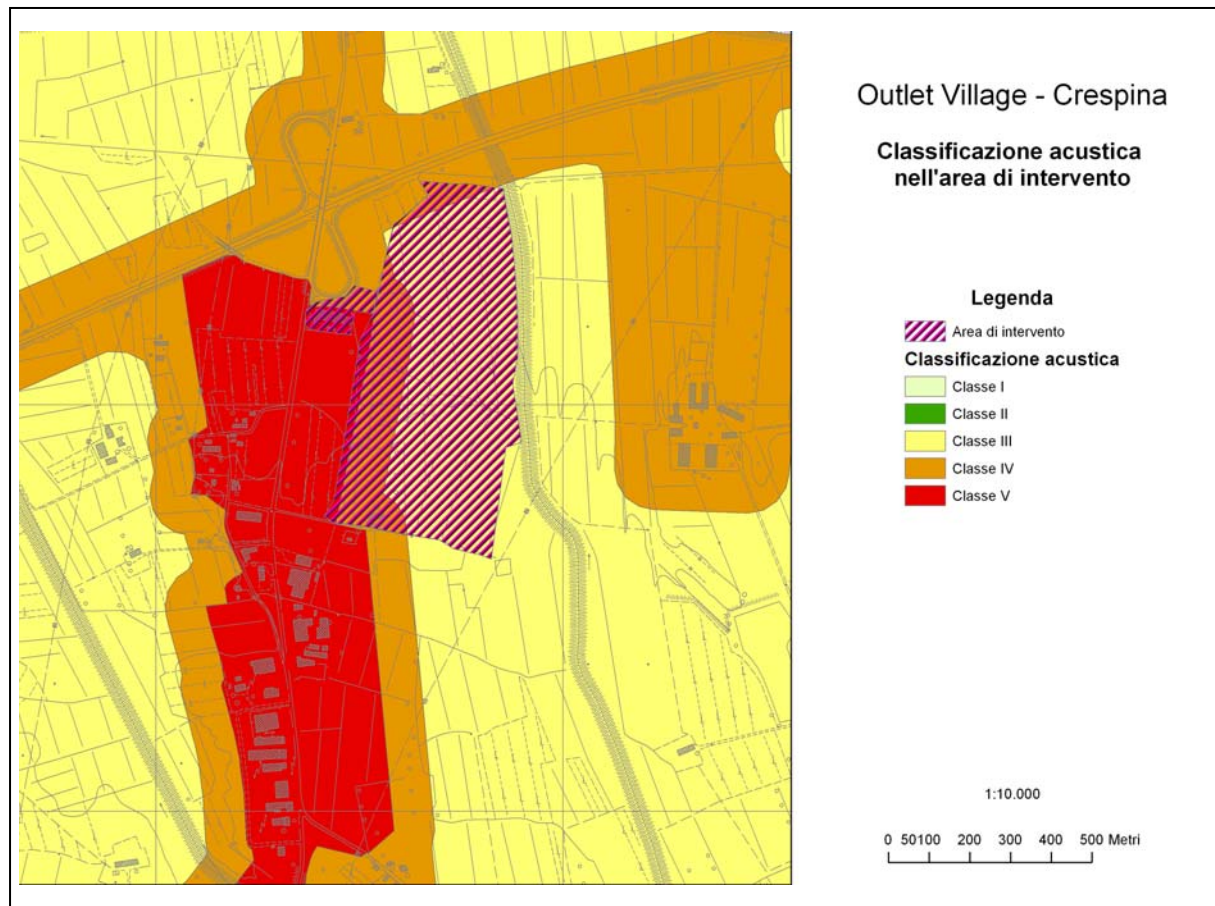 Outlet Village - Crespina
Classificazione acustica
nell'area di intervento
Legenda
Area di intervento
Classificazione acustica
Classe I
Classe II
Classe III
Classe IV
Classe V
1:10.000
0 50100 200 300 400 500 Metri